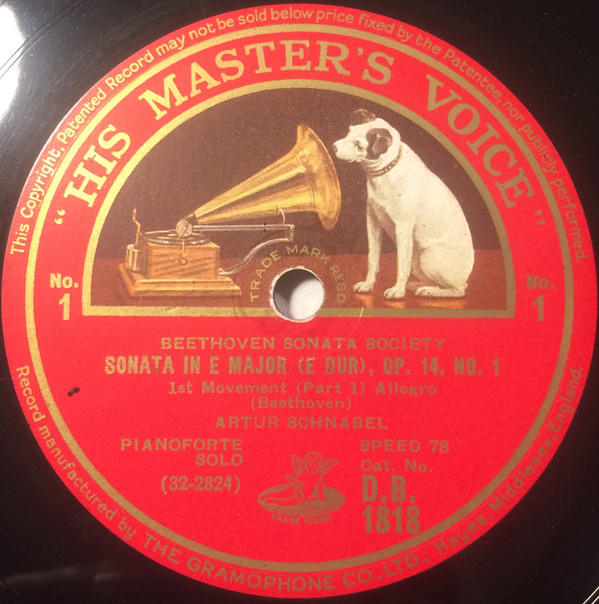 This Copyright, Patented Record may not be sold below price fixed by the Patentee, nor publicly performed.
"HIS MASTER'S VOICE"
TRADE MARK REGD
No.
1
No.
1
BEETHOVEN SONATA SOCIETY
SONATA IN E MAJOR (E DUR), OP. 14, NO. 1
1st Movement (Part 1) Allegro
(Beethoven)
ARTUR SCHNABEL
PIANOFORTE
SOLO
(32-2824)
SPEED 78
Cat. No.
D.B.
1818
TRADE MARK
Record manufactured by THE GRAMOPHONE CO., LTD., Hayes, Middlesex, England.